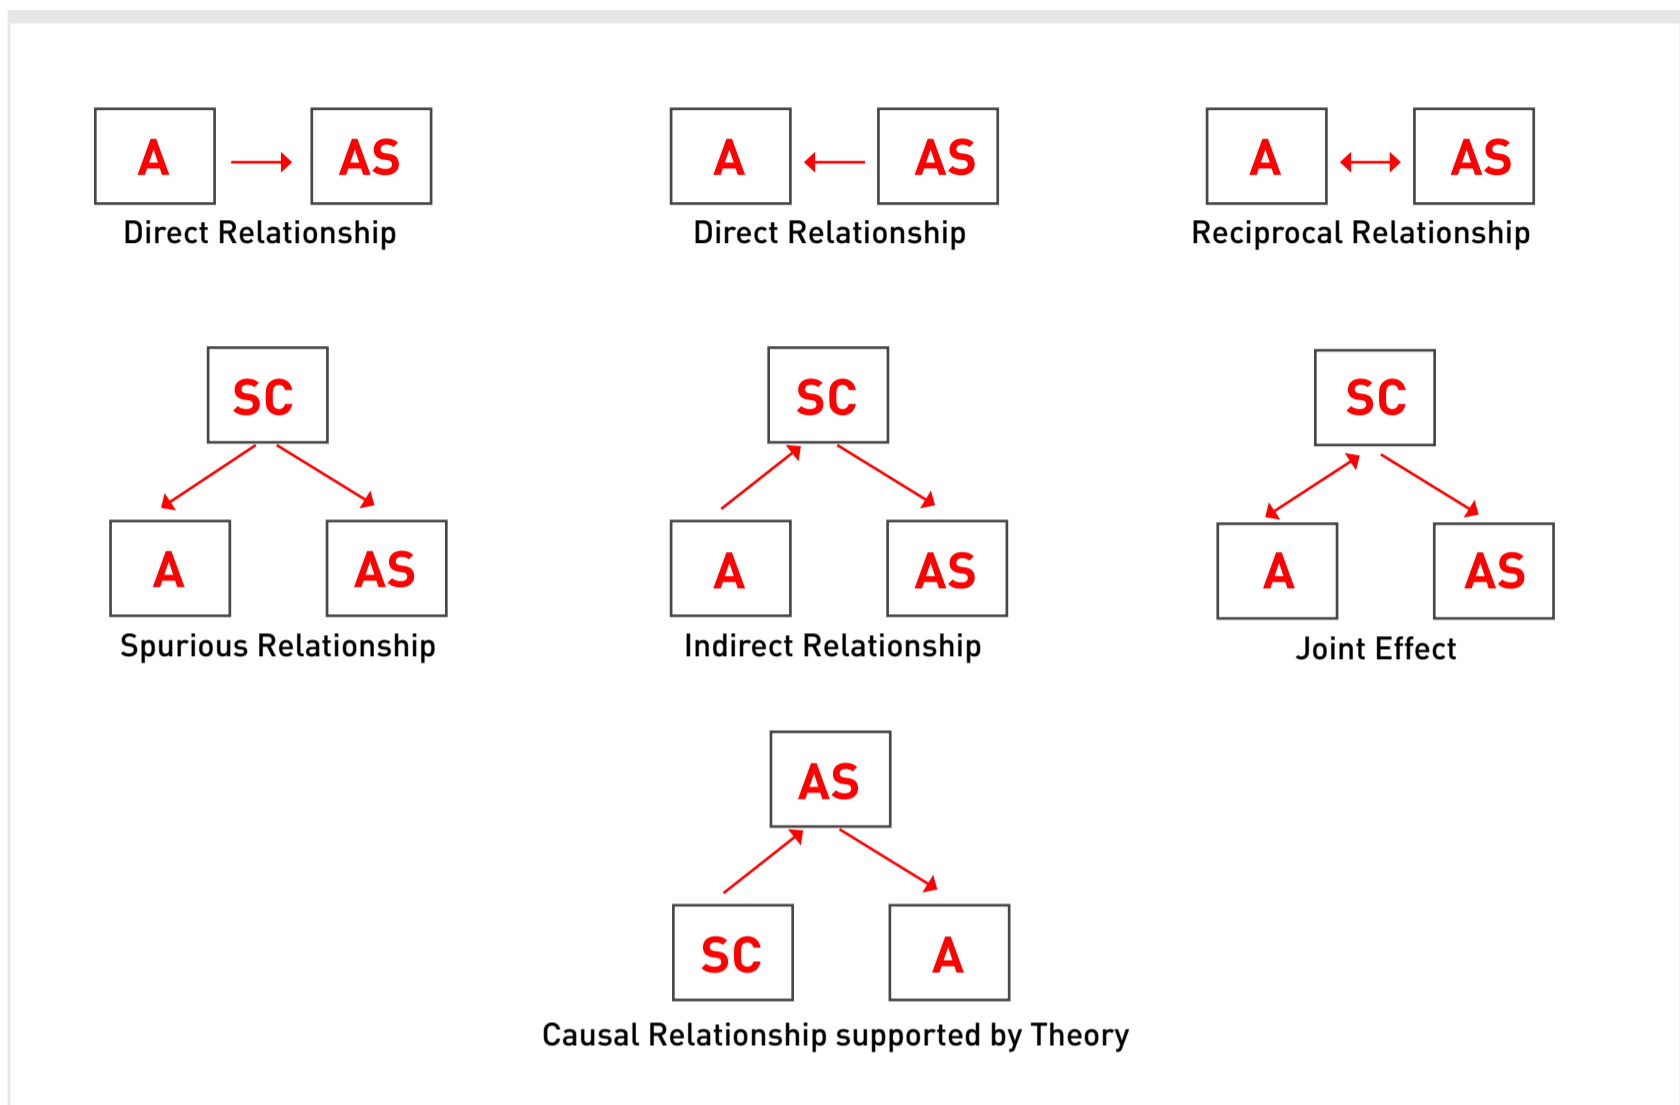 A AS
Direct Relationship
A AS
Direct Relationship
A AS
Reciprocal Relationship
SC
A AS
Spurious Relationship
SC
A AS
Indirect Relationship
SC
A AS
Joint Effect
AS
SC A
Causal Relationship supported by Theory